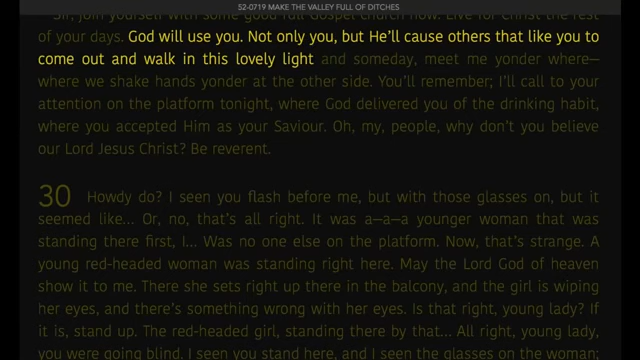 52-0719 MAKE THE VALLEY FULL OF DITCHES
Sir, join yourself with some good full Gospel church now. Live for Christ the rest
of your days. God will use you. Not only you, but He'll cause others that like you to
come out and walk in this lovely light and someday, meet me yonder where—
where we shake hands yonder at the other side. You'll remember; I'll call to your
attention on the platform tonight, where God delivered you of the drinking habit,
where you accepted Him as your Saviour. Oh, my, people, why don't you believe
our Lord Jesus Christ? Be reverent.
30 Howdy do? I seen you flash before me, but with those glasses on, but it
seemed like... Or, no, that's all right. It was a—a—a younger woman that was
standing there first, I... Was no one else on the platform. Now, that's strange. A
young red-headed woman was standing right here. May the Lord God of heaven
show it to me. There she sets right up there in the balcony, and the girl is wiping
her eyes, and there's something wrong with her eyes. Is that right, young lady? If
it is, stand up. The red-headed girl, standing there by that... All right, young lady,
you were going blind. I seen you stand here, and I seen the glasses on the woman,